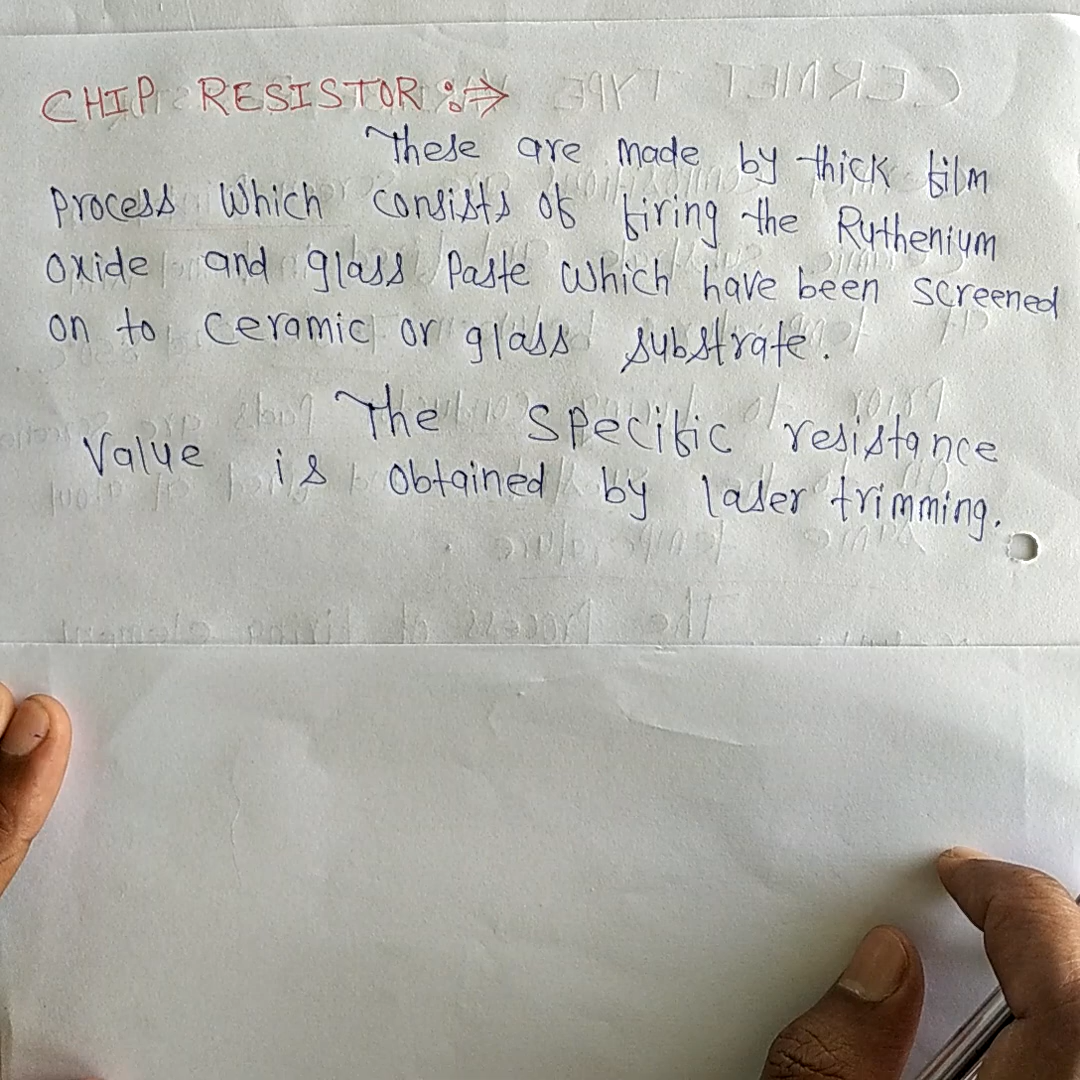 CHIP RESISTOR :⇒
These are made by thick film
process which consists of firing the Ruthenium
oxide and glass paste which have been screened
on to ceramic or glass substrate.
The specific resistance
value is obtained by laser trimming.